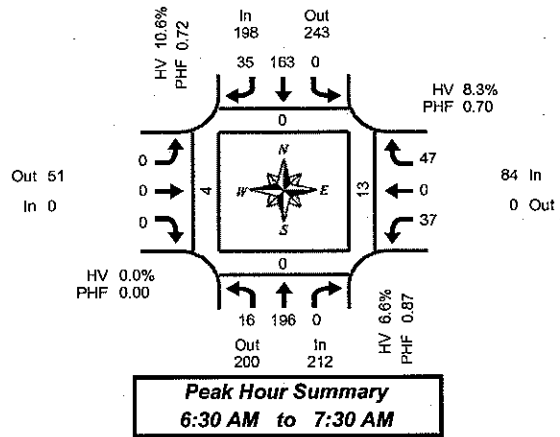 HV 10.6%
PHF 0.72
In Out
198 243
35 163 0
HV 8.3%
PHF 0.70
0
Out 51
In 0
0
0
0
4
N
W E
S
13
47
0
37
84 In
0 Out
0
HV 0.0%
PHF 0.00
16 196 0
Out In
200 212
HV 6.6%
PHF 0.87
Peak Hour Summary
6:30 AM to 7:30 AM